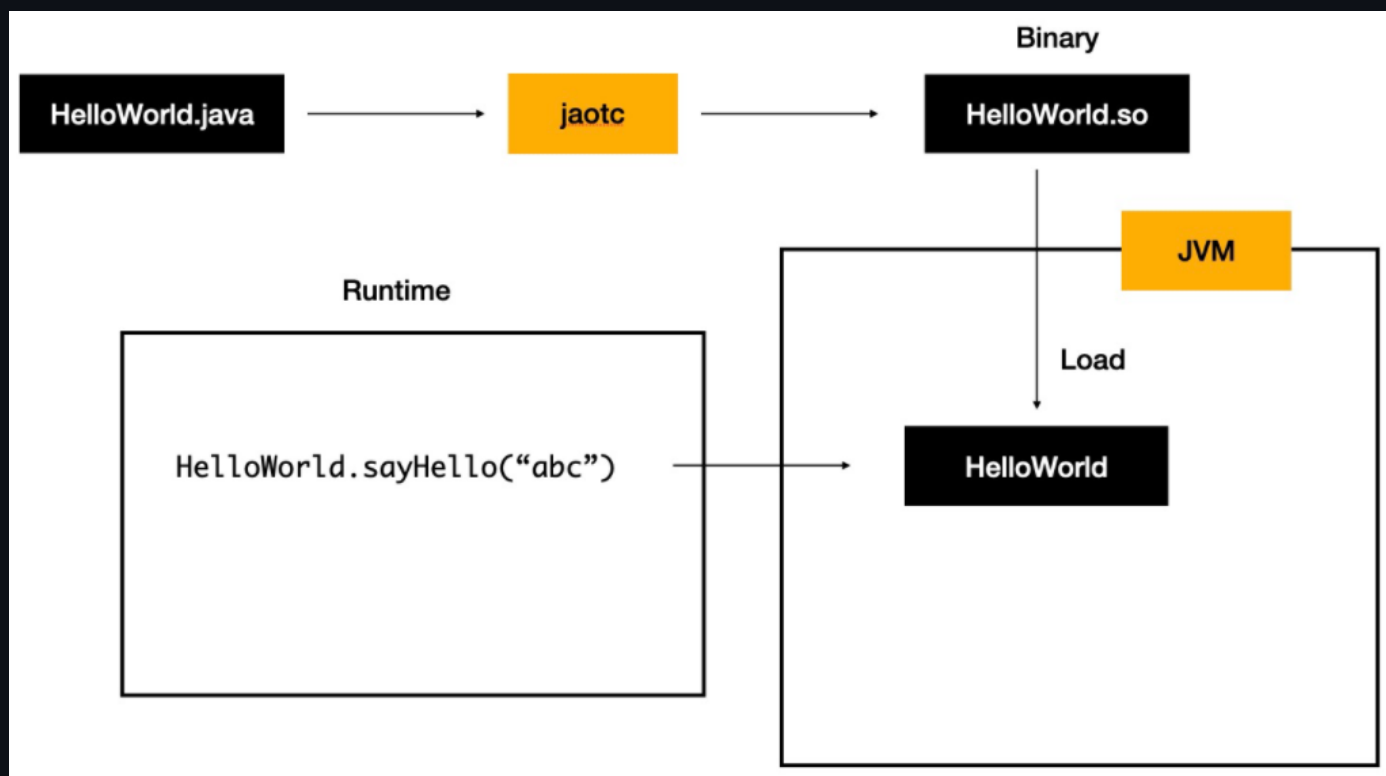 Binary
HelloWorld.java
jaotc
HelloWorld.so
JVM
Runtime
Load
HelloWorld.sayHello(“abc”)
HelloWorld